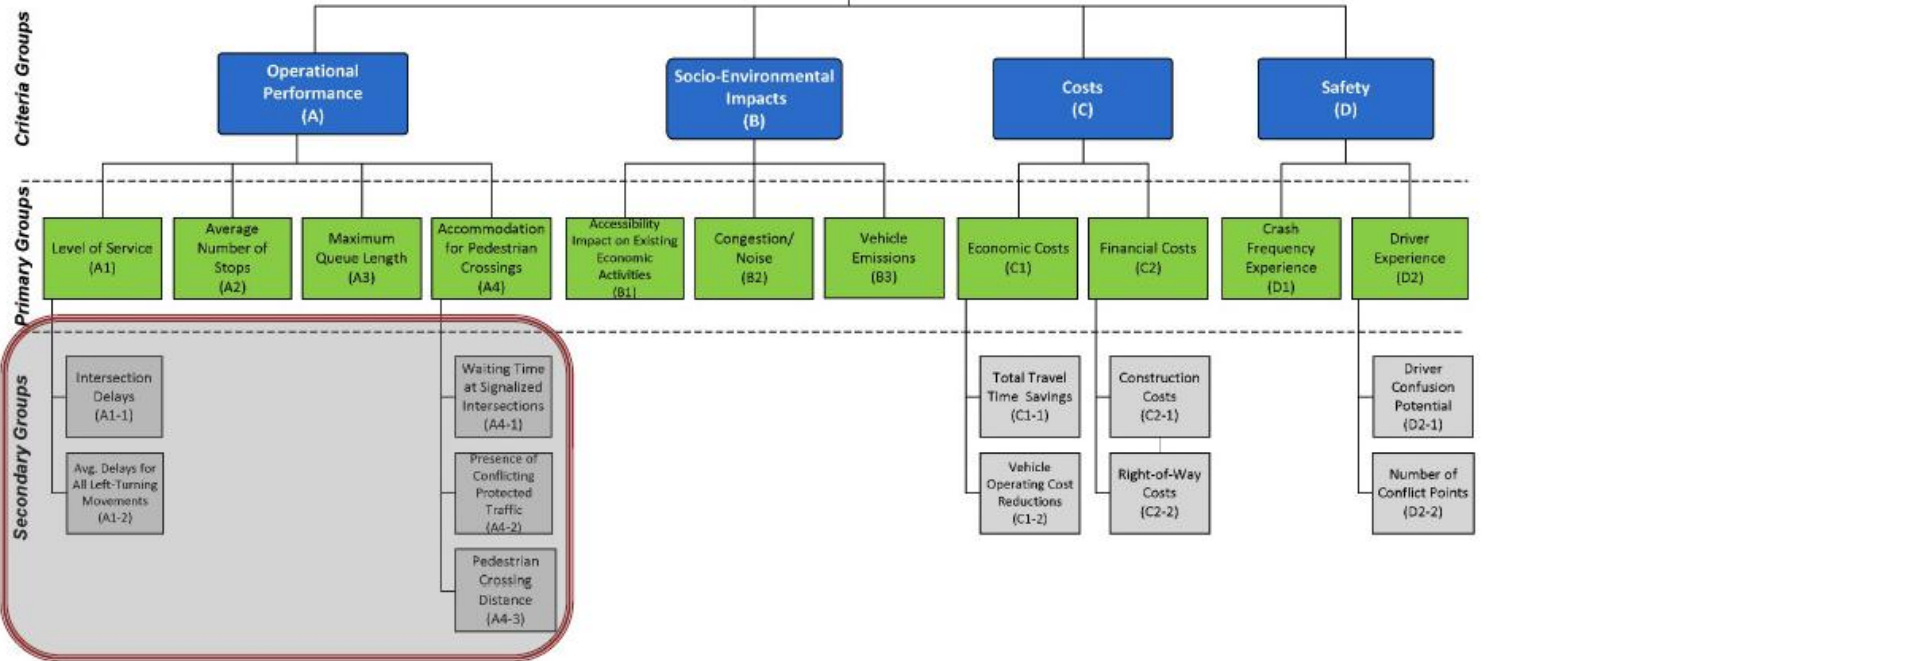 Criteria Groups
Operational
Performance
(A)
Socio-Environmental
Impacts
(B)
Costs
(C)
Safety
(D)
Primary Groups
Level of Service
(A1)
Average
Number of
Stops
(A2)
Maximum
Queue Length
(A3)
Accommodation
for Pedestrian
Crossings
(A4)
Accessibility
Impact on Existing
Economic
Activities
(B1)
Congestion/
Noise
(B2)
Vehicle
Emissions
(B3)
Economic Costs
(C1)
Financial Costs
(C2)
Crash
Frequency
Experience
(D1)
Driver
Experience
(D2)
Secondary Groups
Intersection
Delays
(A1-1)
Avg. Delays for
All Left-Turning
Movements
(A1-2)
Waiting Time
at Signalized
Intersections
(A4-1)
Presence of
Conflicting
Protected
Traffic
(A4-2)
Pedestrian
Crossing
Distance
(A4-3)
Total Travel
Time Savings
(C1-1)
Vehicle
Operating Cost
Reductions
(C1-2)
Construction
Costs
(C2-1)
Right-of-Way
Costs
(C2-2)
Driver
Confusion
Potential
(D2-1)
Number of
Conflict Points
(D2-2)